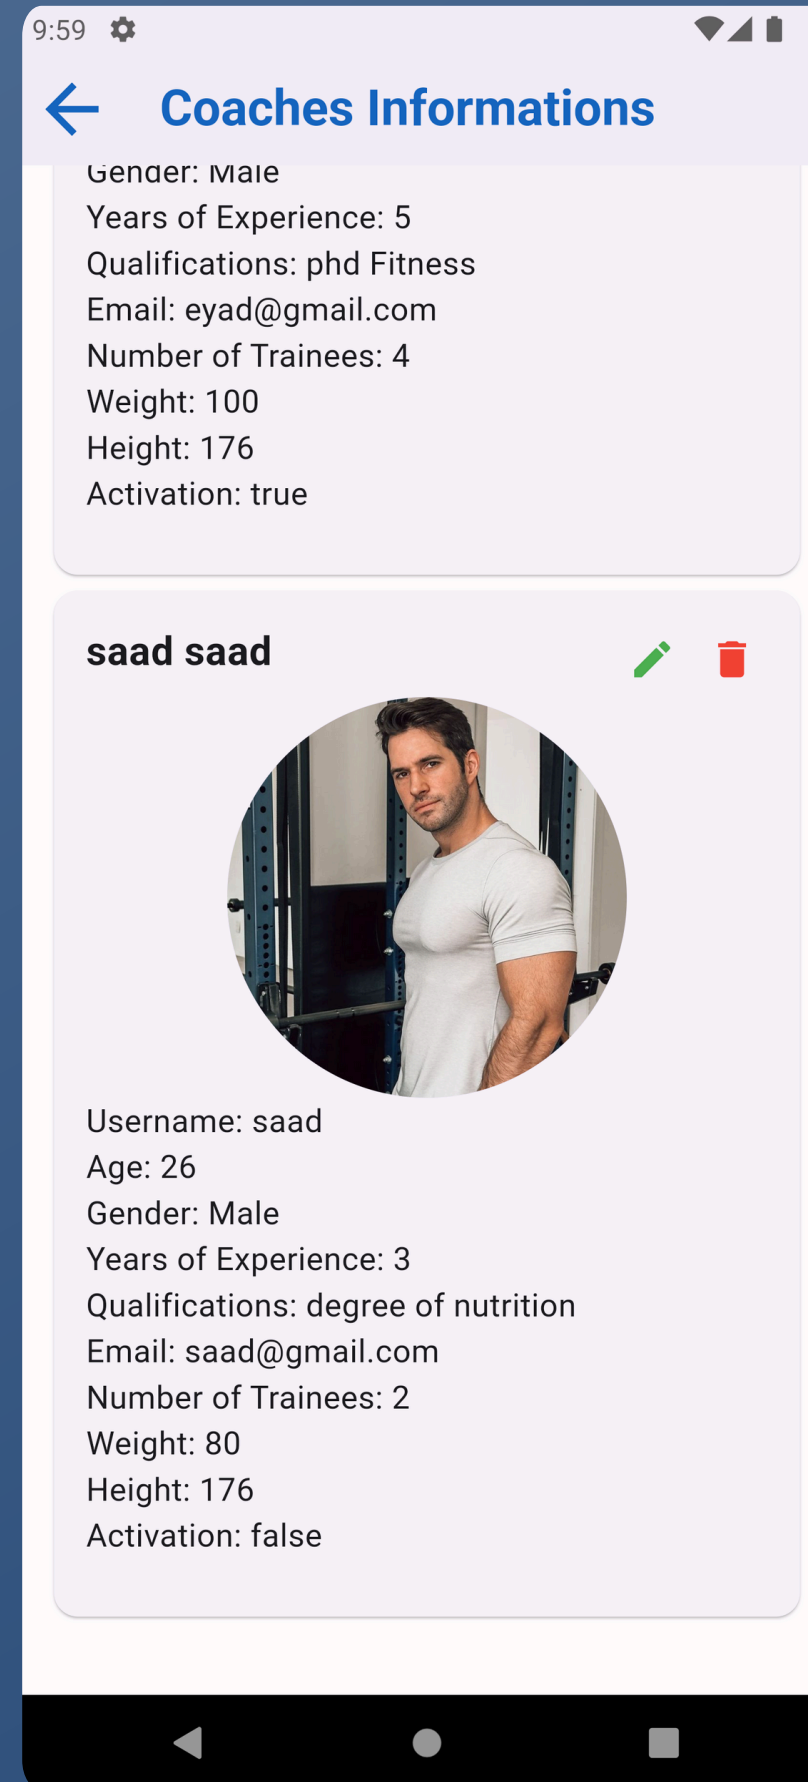 9:59
Coaches Informations
Gender: Male
Years of Experience: 5
Qualifications: phd Fitness
Email: eyad@gmail.com
Number of Trainees: 4
Weight: 100
Height: 176
Activation: true
saad saad
Username: saad
Age: 26
Gender: Male
Years of Experience: 3
Qualifications: degree of nutrition
Email: saad@gmail.com
Number of Trainees: 2
Weight: 80
Height: 176
Activation: false